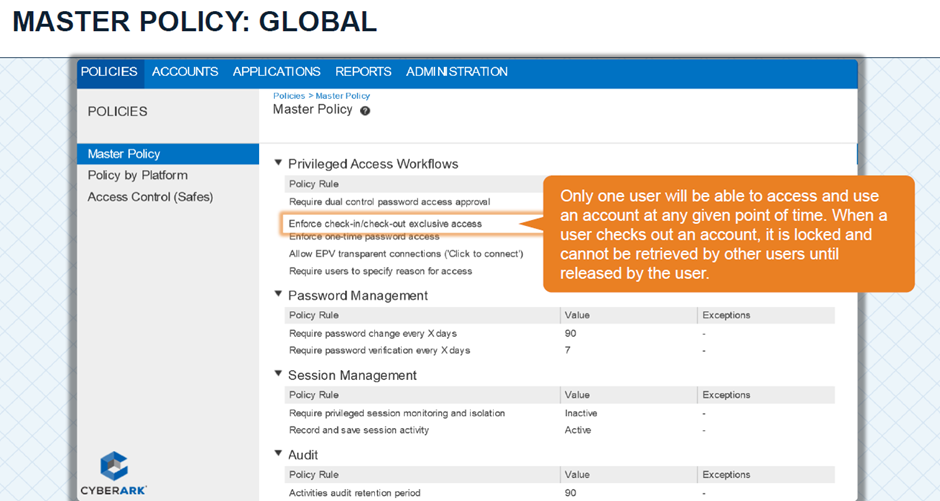 MASTER POLICY: GLOBAL
POLICIES ACCOUNTS APPLICATIONS REPORTS ADMINISTRATION
POLICIES
Master Policy
Policy by Platform
Access Control (Safes)
Policies > Master Policy
Master Policy ?
Privileged Access Workflows
Policy Rule
Require dual control password access approval
Enforce check-in/check-out exclusive access
Enforce one-time password access
Allow EPV transparent connections ('Click to connect')
Require users to specify reason for access
Only one user will be able to access and use
an account at any given point of time. When a
user checks out an account, it is locked and
cannot be retrieved by other users until
released by the user.
Password Management
Policy Rule Value Exceptions
Require password change every X days 90 -
Require password verification every X days 7 -
Session Management
Policy Rule Value Exceptions
Require privileged session monitoring and isolation Inactive -
Record and save session activity Active -
Audit
Policy Rule Value Exceptions
Activities audit retention period 90 -
CYBERARK